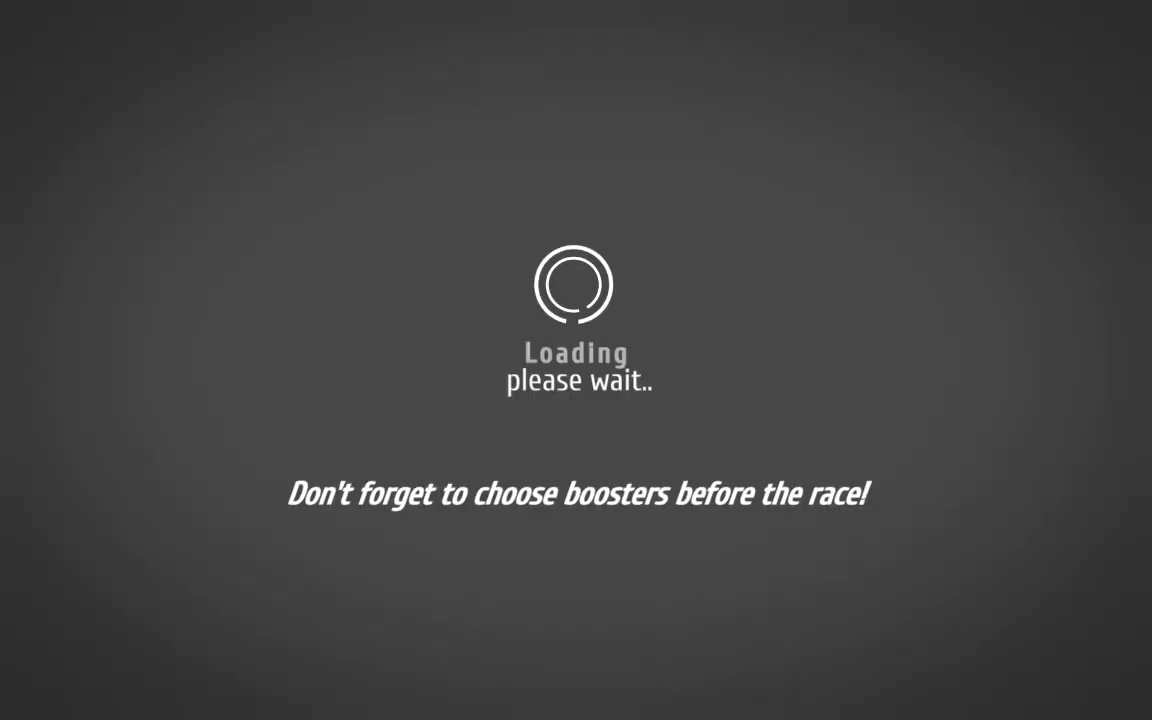 Loading
please wait..
Don't forget to choose boosters before the race!